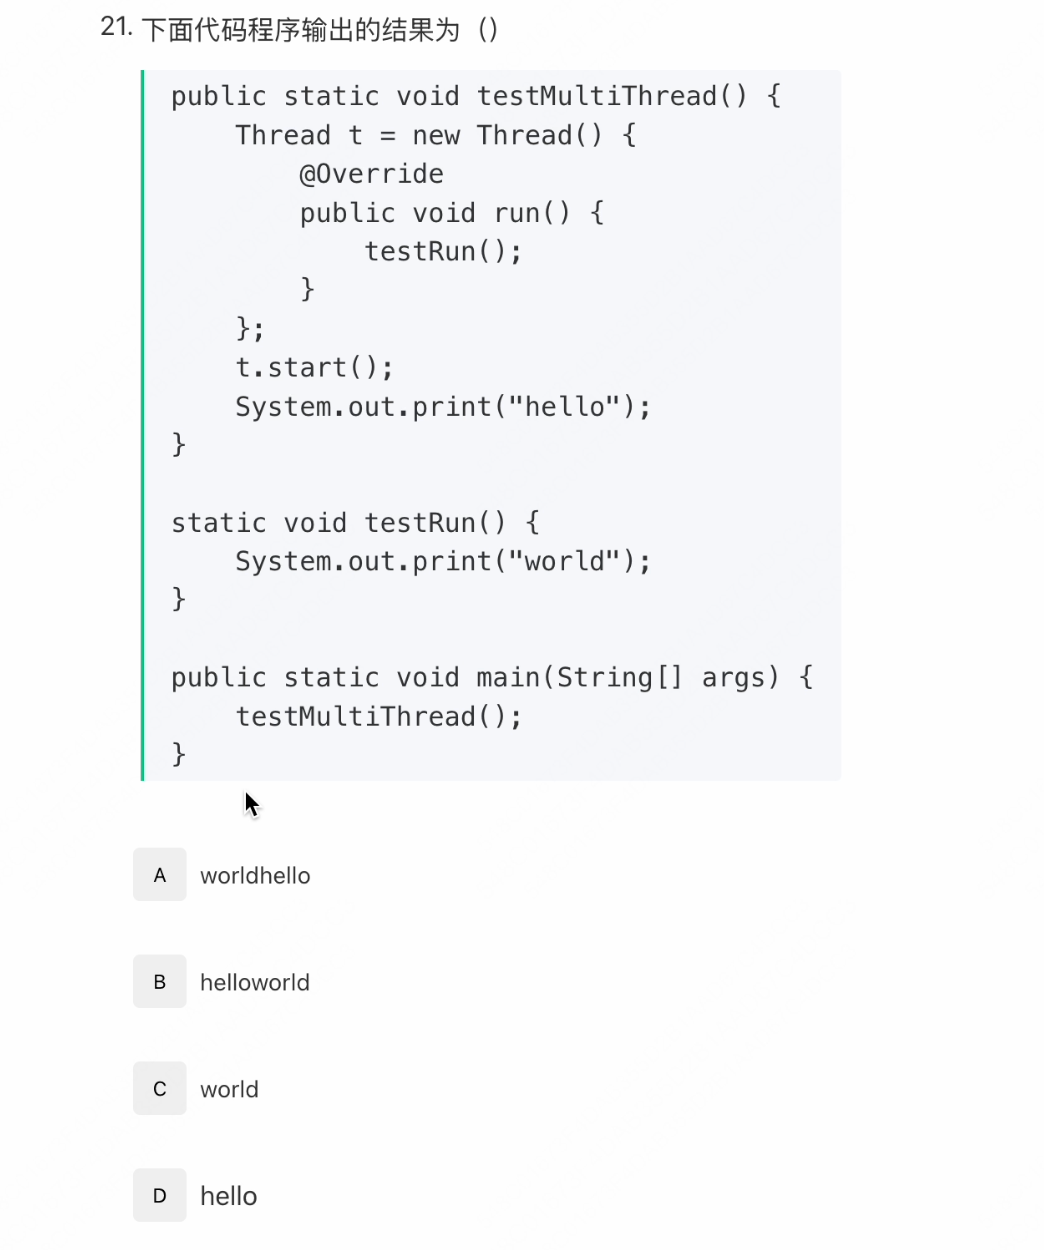 21. 下面代码程序输出的结果为（）
public static void testMultiThread() {
    Thread t = new Thread() {
        @Override
        public void run() {
            testRun();
        }
    };
    t.start();
    System.out.print("hello");
}

static void testRun() {
    System.out.print("world");
}

public static void main(String[] args) {
    testMultiThread();
}
A worldhello
B helloworld
C world
D hello